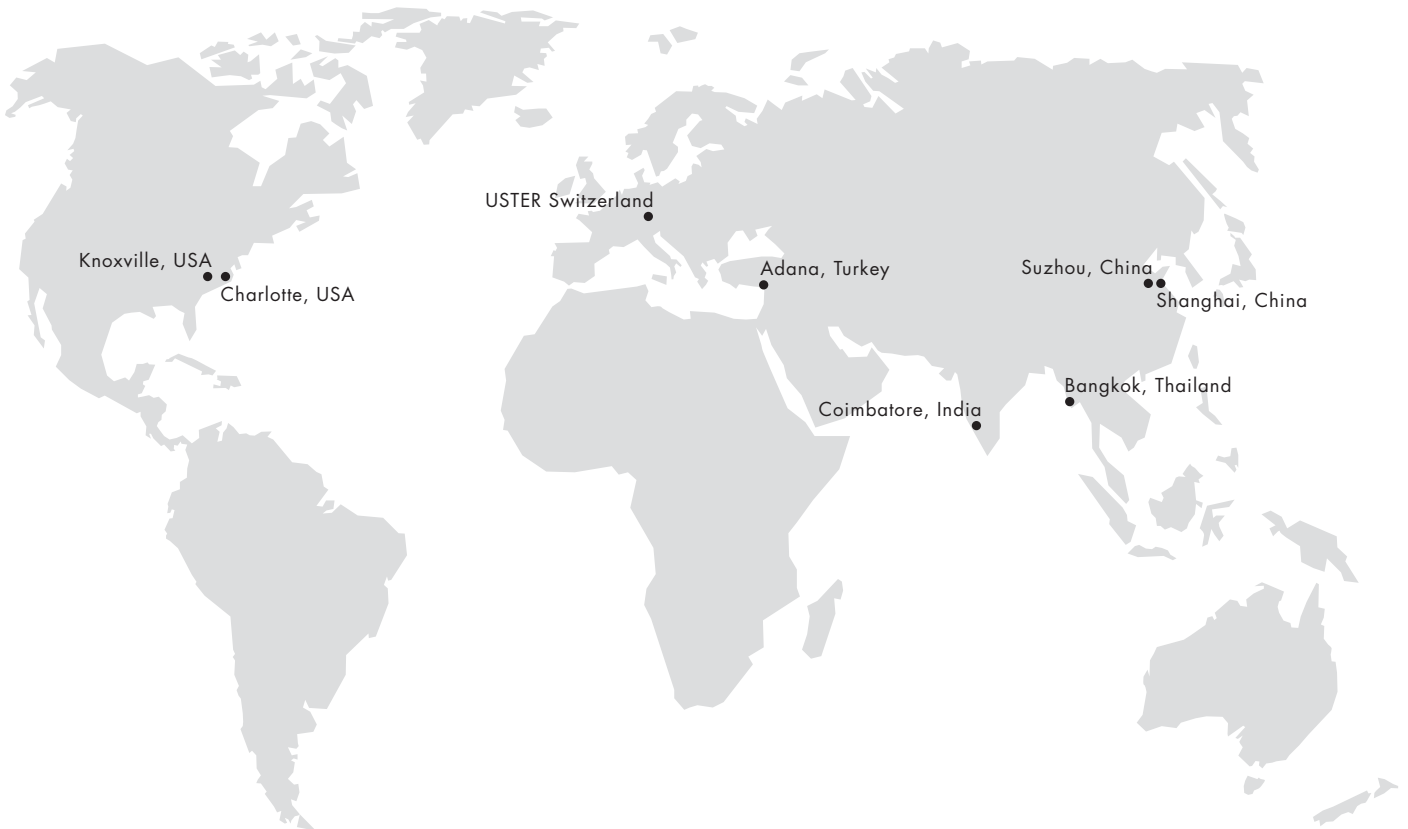 USTER Switzerland
Knoxville, USA
Adana, Turkey
Suzhou, China
Charlotte, USA
Shanghai, China
Bangkok, Thailand
Coimbatore, India